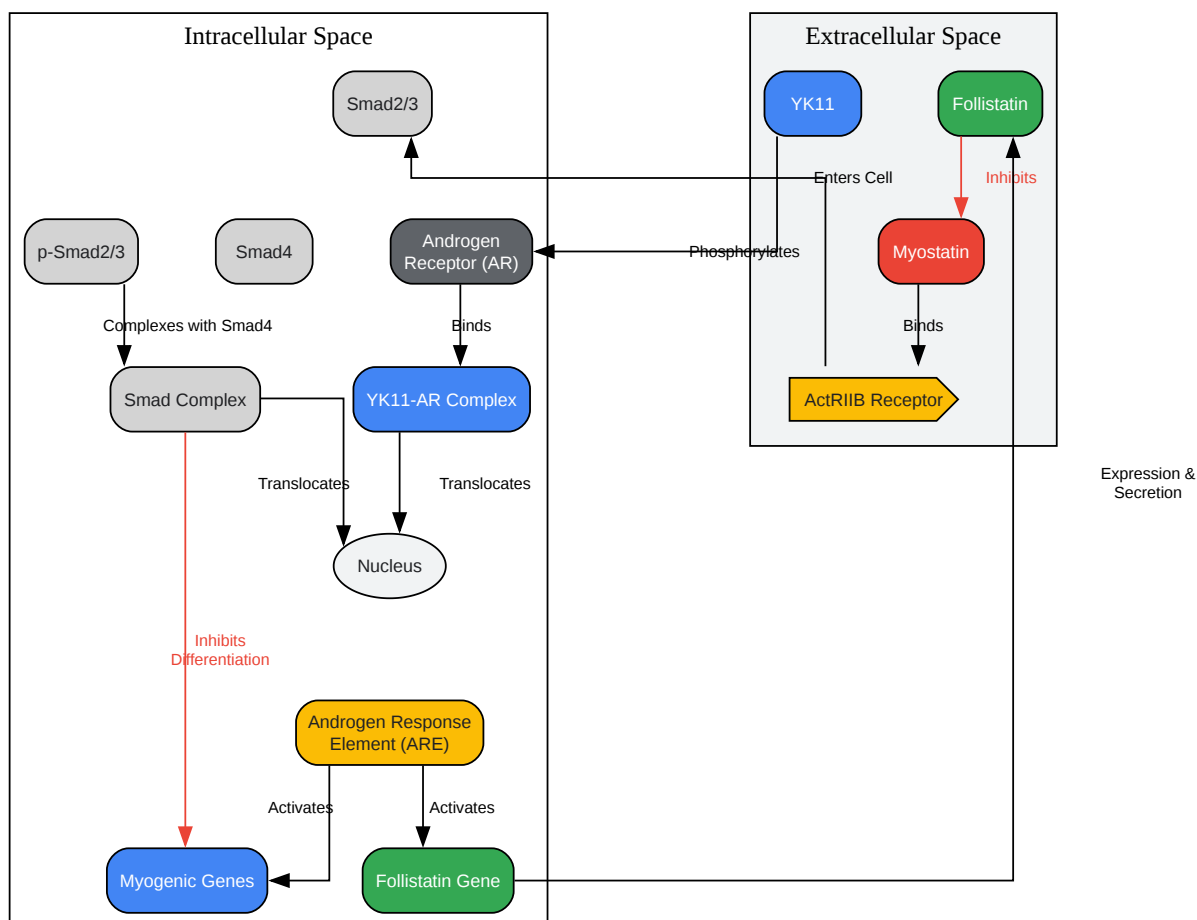 Intracellular Space
Extracellular Space
Smad2/3
YK11
Follistatin
Enters Cell
Inhibits
p-Smad2/3
Smad4
Androgen
Receptor (AR)
Phosphorylates
Myostatin
Complexes with Smad4
Binds
Binds
Smad Complex
YK11-AR Complex
ActRIIB Receptor
Translocates
Translocates
Expression &
Secretion
Nucleus
Inhibits
Differentiation
Androgen Response
Element (ARE)
Activates
Activates
Myogenic Genes
Follistatin Gene